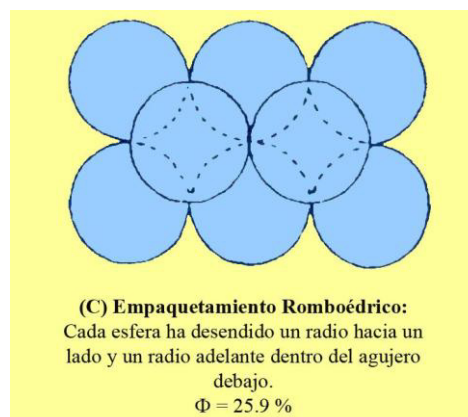 (C) Empaquetamiento Romboédrico:
Cada esfera ha desendido un radio hacia un
lado y un radio adelante dentro del agujero
debajo.
Φ = 25.9 %